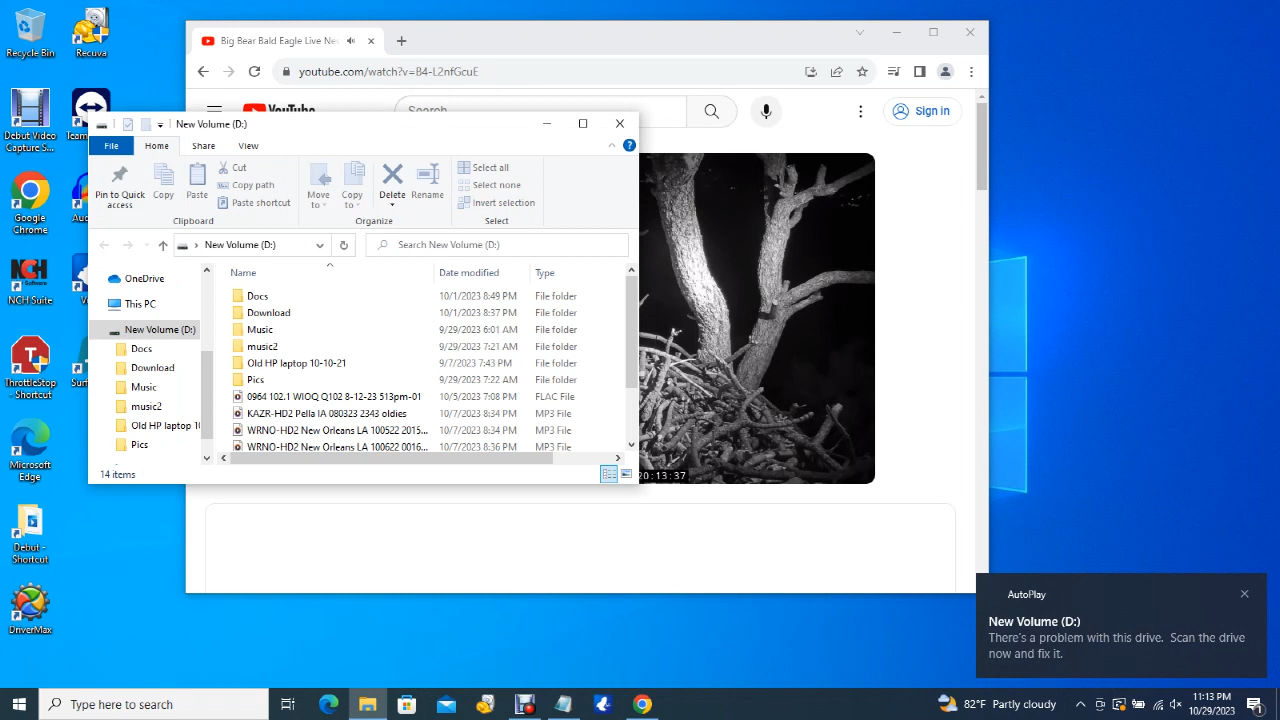 Recycle Bin
Recuva
Debut Video
Capture S...
Team
Google
Chrome
Aud
NCH Suite
ThrottleStop
- Shortcut
Surf
Microsoft
Edge
Debut -
Shortcut
DriverMax
Big Bear Bald Eagle Live Nes
youtube.com/watch?v=B4-L2nfGcuE
YouTube
Search
Sign in
20:13:37
New Volume (D:)
File Home Share View
Pin to Quick
access
Copy
Paste
Cut
Copy path
Paste shortcut
Clipboard
Move
to
Copy
to
Delete
Rename
Organize
Select all
Select none
Invert selection
Select
New Volume (D:)
Search New Volume (D:)
OneDrive
This PC
New Volume (D:)
Docs
Download
Music
music2
Old HP laptop 10
Pics
Name Date modified Type
Docs 10/1/2023 8:49 PM File folder
Download 10/1/2023 8:37 PM File folder
Music 9/29/2023 6:01 AM File folder
music2 9/29/2023 7:21 AM File folder
Old HP laptop 10-10-21 9/7/2023 7:43 PM File folder
Pics 9/29/2023 7:22 AM File folder
0964 102.1 WIOQ Q102 8-12-23 513pm-01 10/5/2023 7:08 PM FLAC File
KAZR-HD2 Pella IA 080323 2343 oldies 10/7/2023 8:34 PM MP3 File
WRNO-HD2 New Orleans LA 100522 2015... 10/7/2023 8:34 PM MP3 File
WRNO-HD2 New Orleans LA 100622 0016... 10/7/2023 8:36 PM MP3 File
14 items
AutoPlay
New Volume (D:)
There's a problem with this drive. Scan the drive
now and fix it.
Type here to search
82°F Partly cloudy
11:13 PM
10/29/2023
1